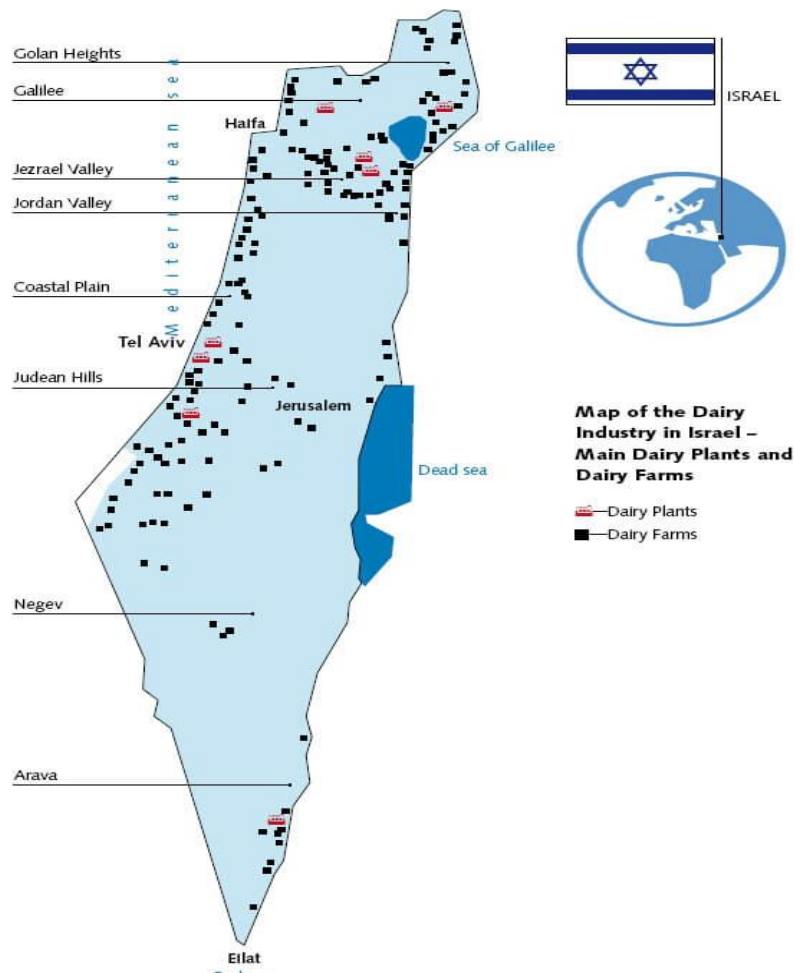 Golan Heights
Galilee
Haifa
Jezrael Valley
Jordan Valley
Coastal Plain
Tel Aviv
Judean Hills
Jerusalem
Negev
Arava
Eilat
Mediterranean sea
Sea of Galilee
Dead sea
ISRAEL
Map of the Dairy
Industry in Israel –
Main Dairy Plants and
Dairy Farms
Dairy Plants
Dairy Farms